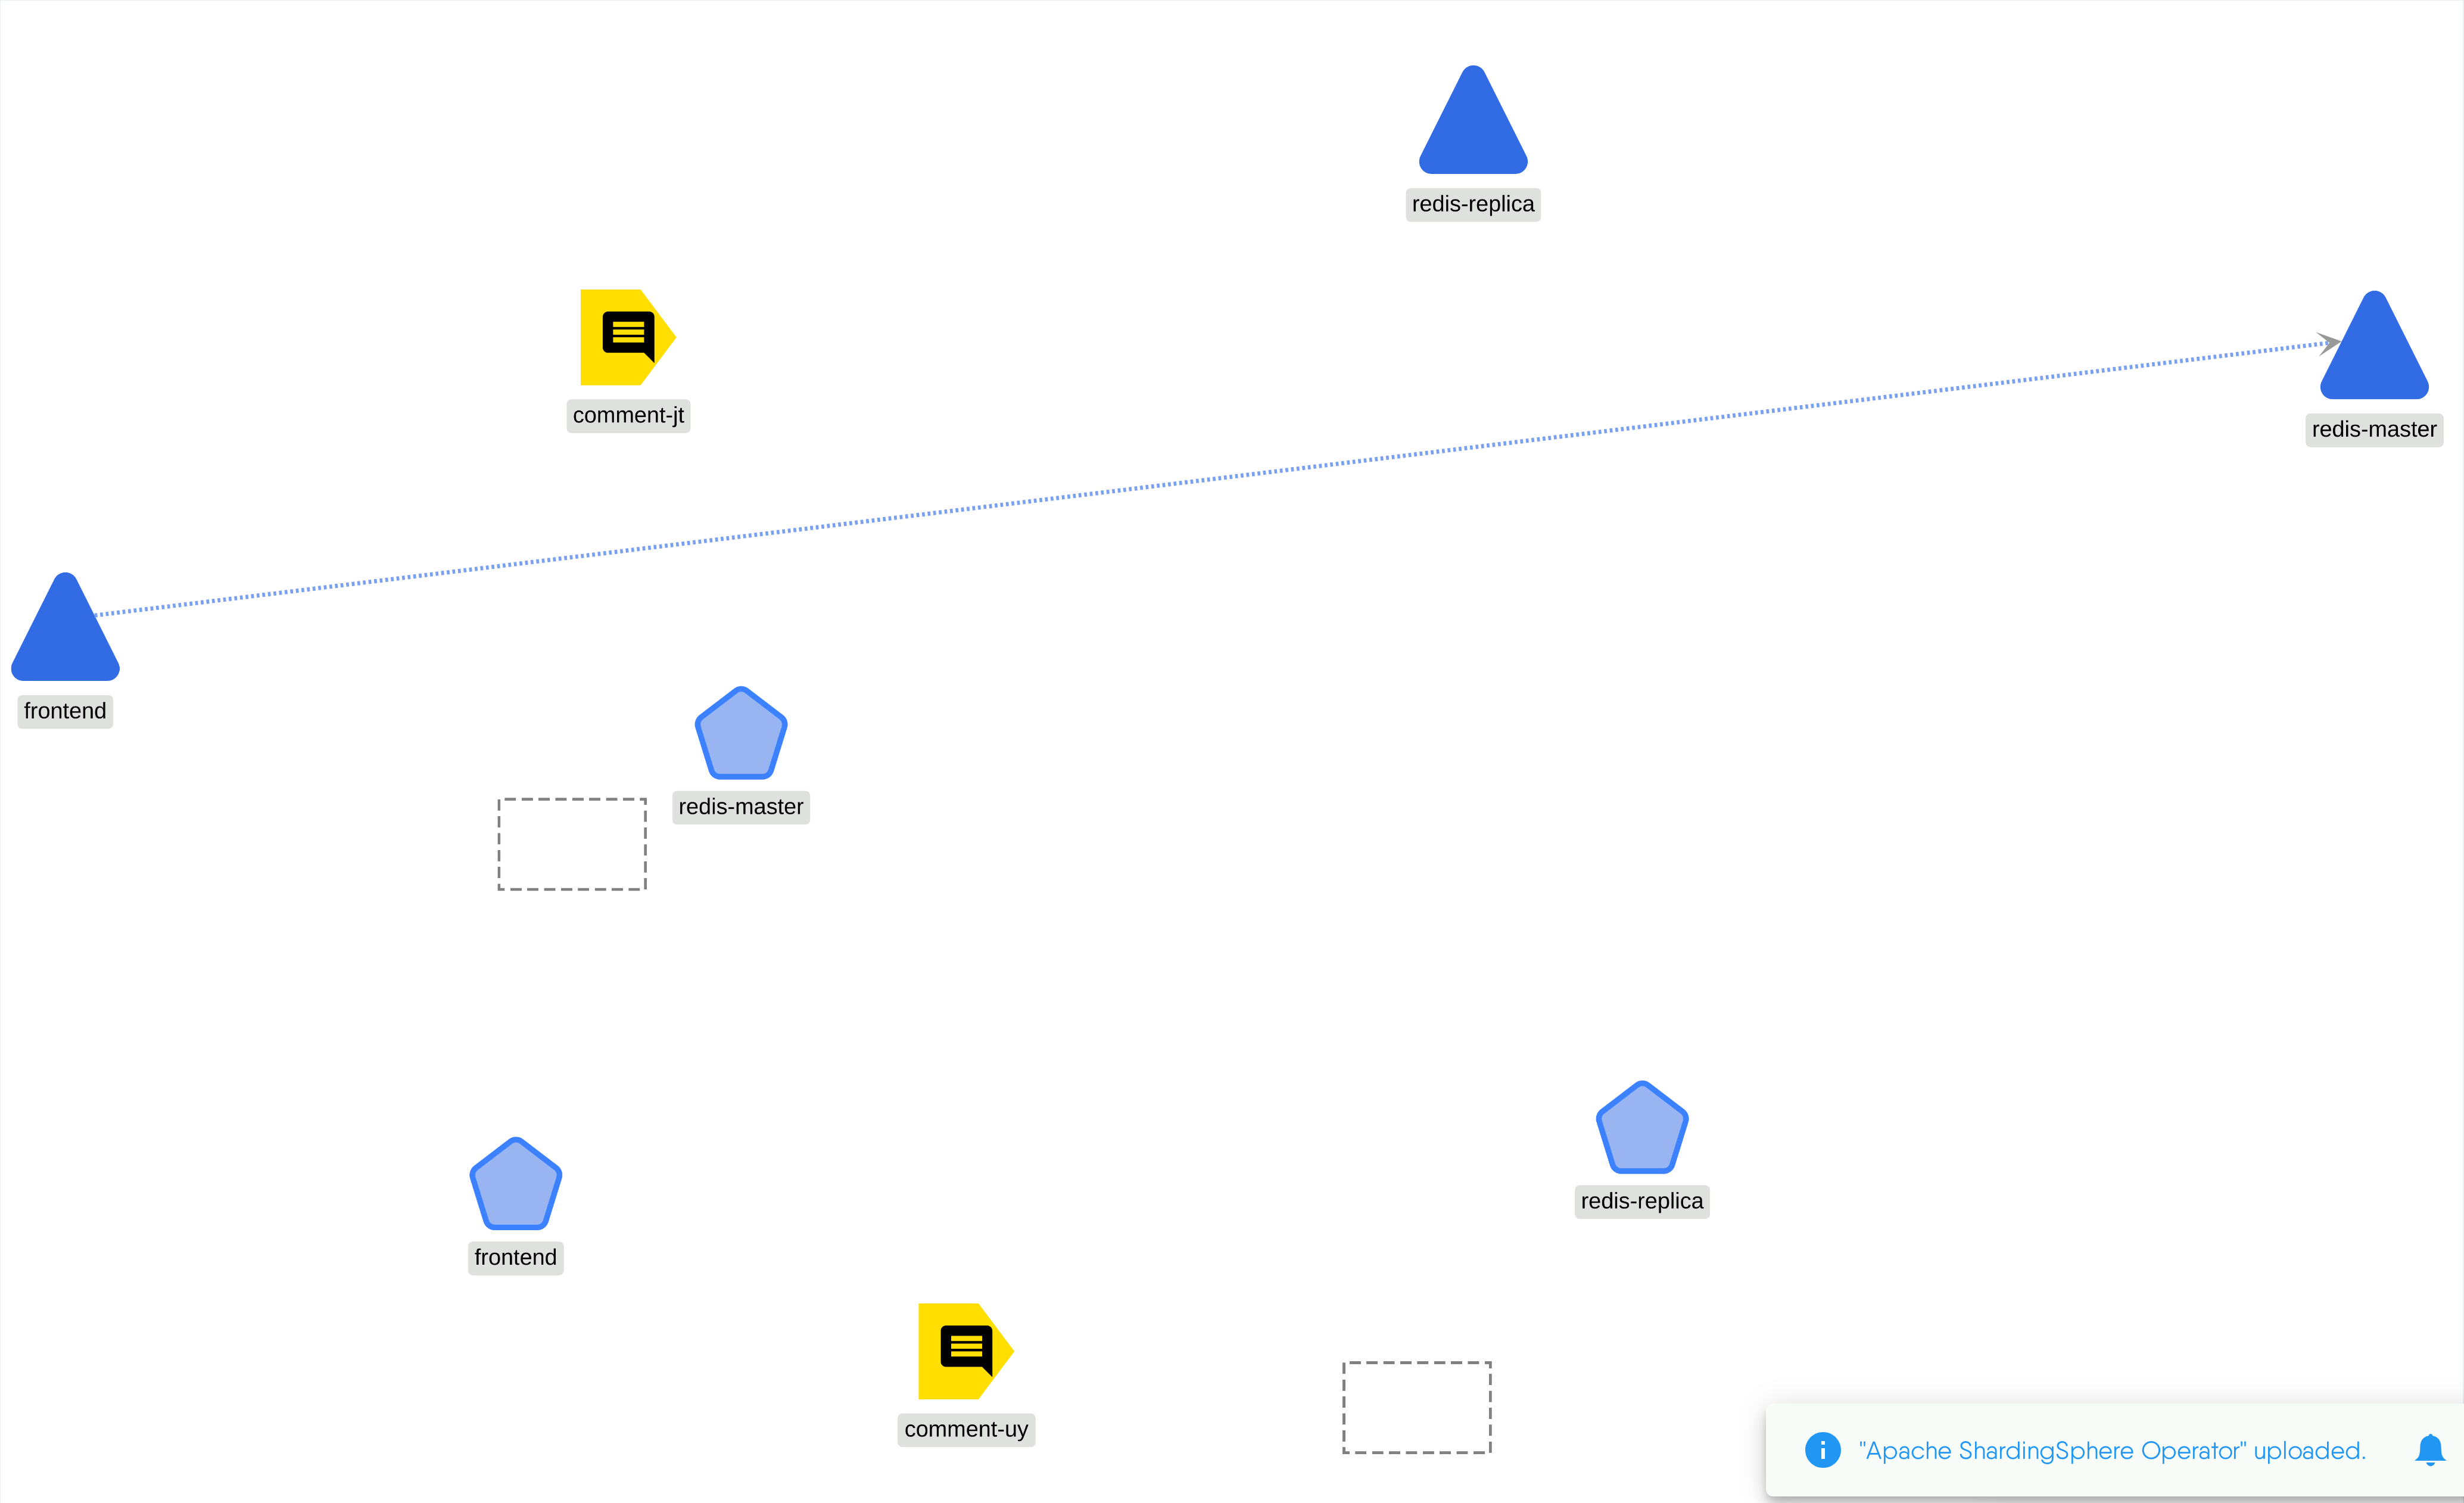 redis-replica
comment-jt
redis-master
frontend
redis-master
redis-replica
frontend
comment-uy
"Apache ShardingSphere Operator" uploaded.